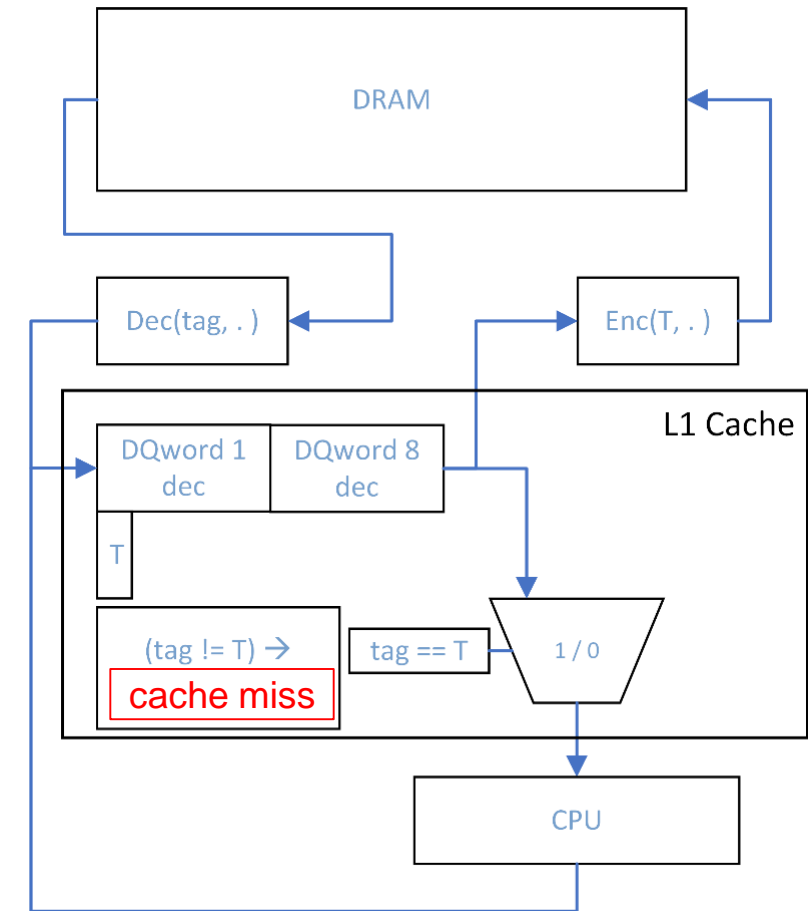 DRAM
Dec(tag, . )
Enc(T, . )
L1 Cache
DQword 1
dec
DQword 8
dec
T
(tag != T) →
cache miss
tag == T
1 / 0
CPU